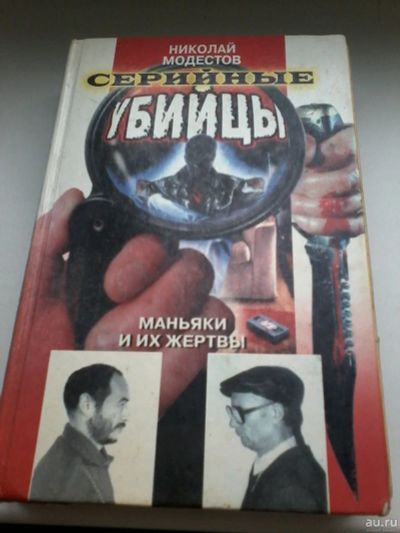 НИКОЛАЙ
МОДЕСТОВ
СЕРИЙНЫЕ
УБИЙЦЫ
МАНЬЯКИ
И ИХ ЖЕРТВЫ
au.ru